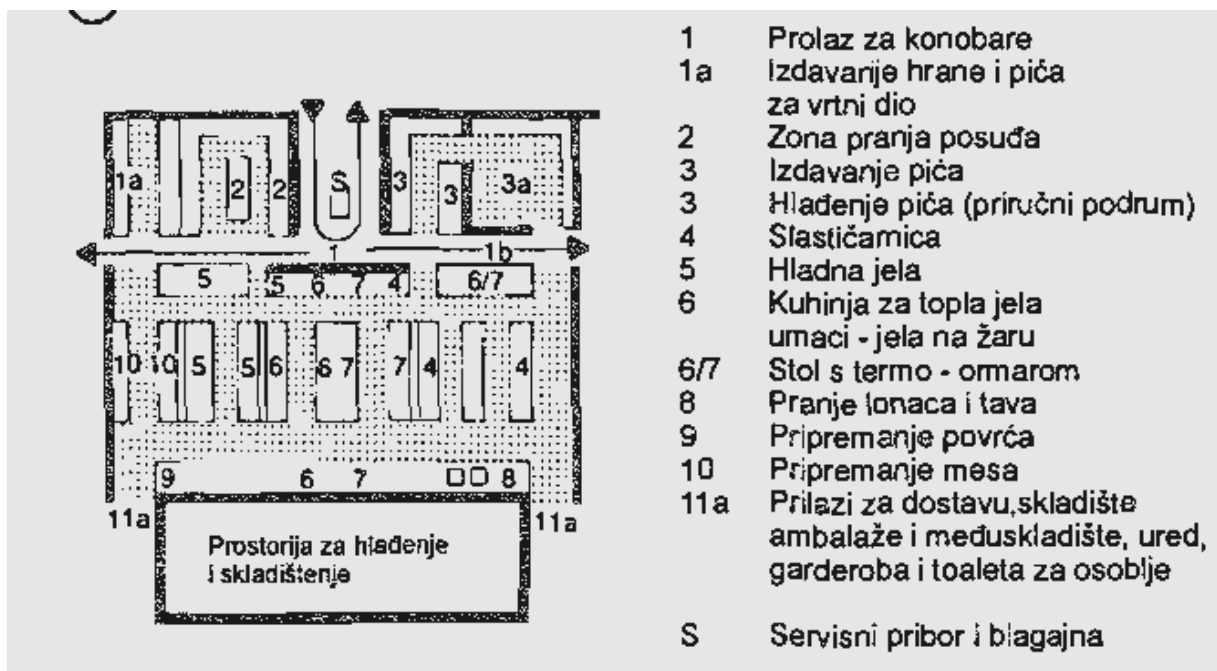 1a
2
2
S
3
3
3a
1
1b
5
5 6 7 4
6/7
10
10
5
5
6
6 7
7
4
4
9
6
7
8
11a
11a
Prostorija za hlađenje
i skladištenje
1 Prolaz za konobare
1a Izdavanje hrane i pića
za vrtni dio
2 Zona pranja posuđa
3 Izdavanje pića
3 Hlađenje pića (priručni podrum)
4 Slastičarnica
5 Hladna jela
6 Kuhinja za topla jela
umaci - jela na žaru
6/7 Stol s termo - ormarom
8 Pranje lonaca i tava
9 Pripremanje povrća
10 Pripremanje mesa
11a Prilazi za dostavu,skladište
ambalaže i međuskladište, ured,
garderoba i toaleta za osoblje
S Servisni pribor i blagajna